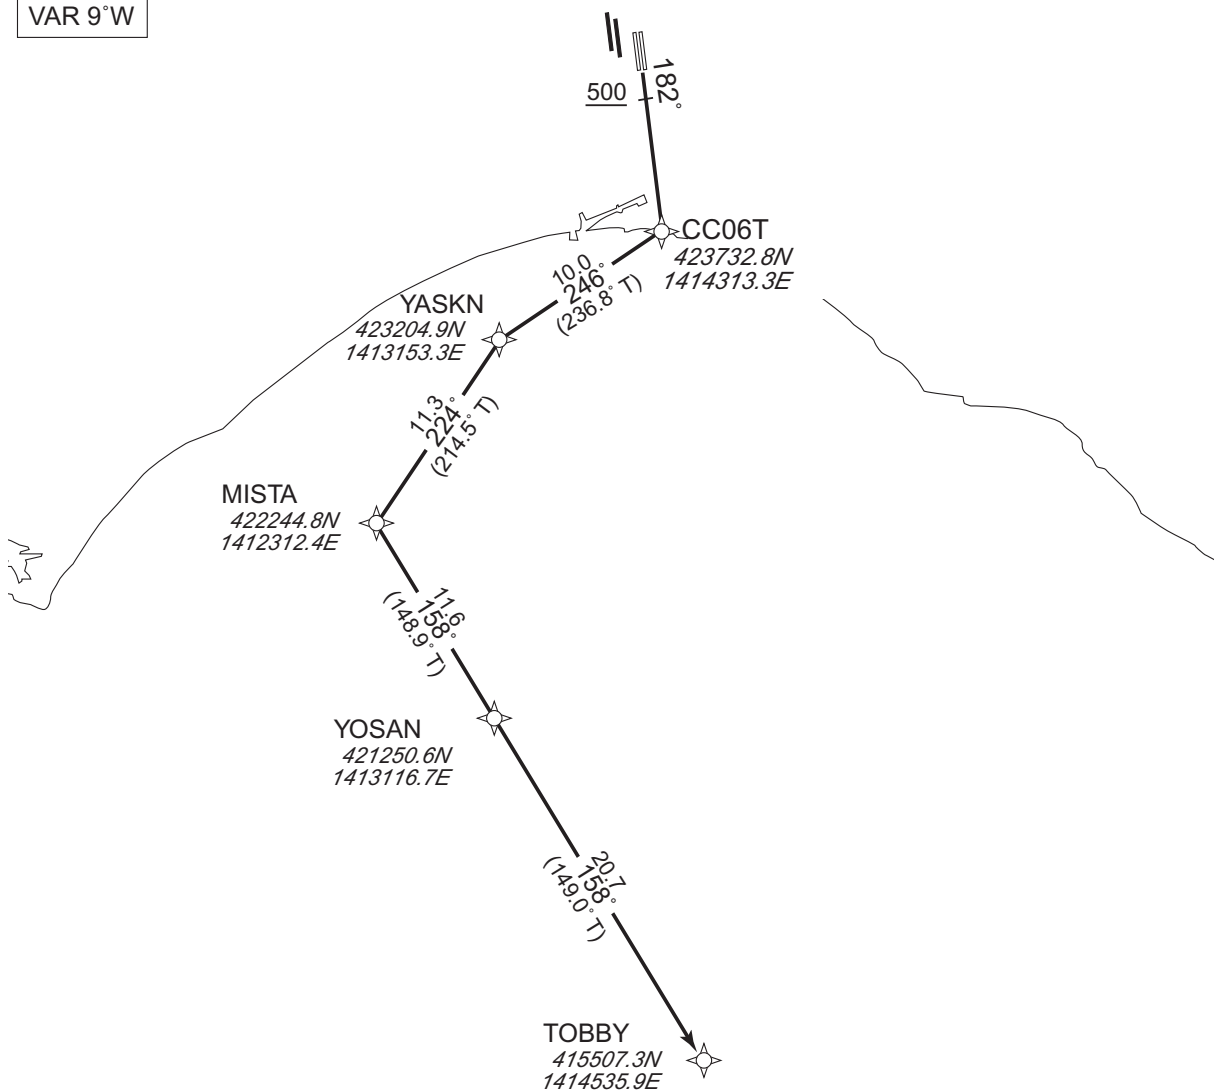 VAR 9°W
182°
500
CC06T
423732.8N
1414313.3E
10.0
246°
(236.8° T)
YASKN
423204.9N
1413153.3E
11.3
224°
(214.5° T)
MISTA
422244.8N
1412312.4E
11.6
158°
(148.9° T)
YOSAN
421250.6N
1413116.7E
20.7
158°
(149.0° T)
TOBBY
415507.3N
1414535.9E